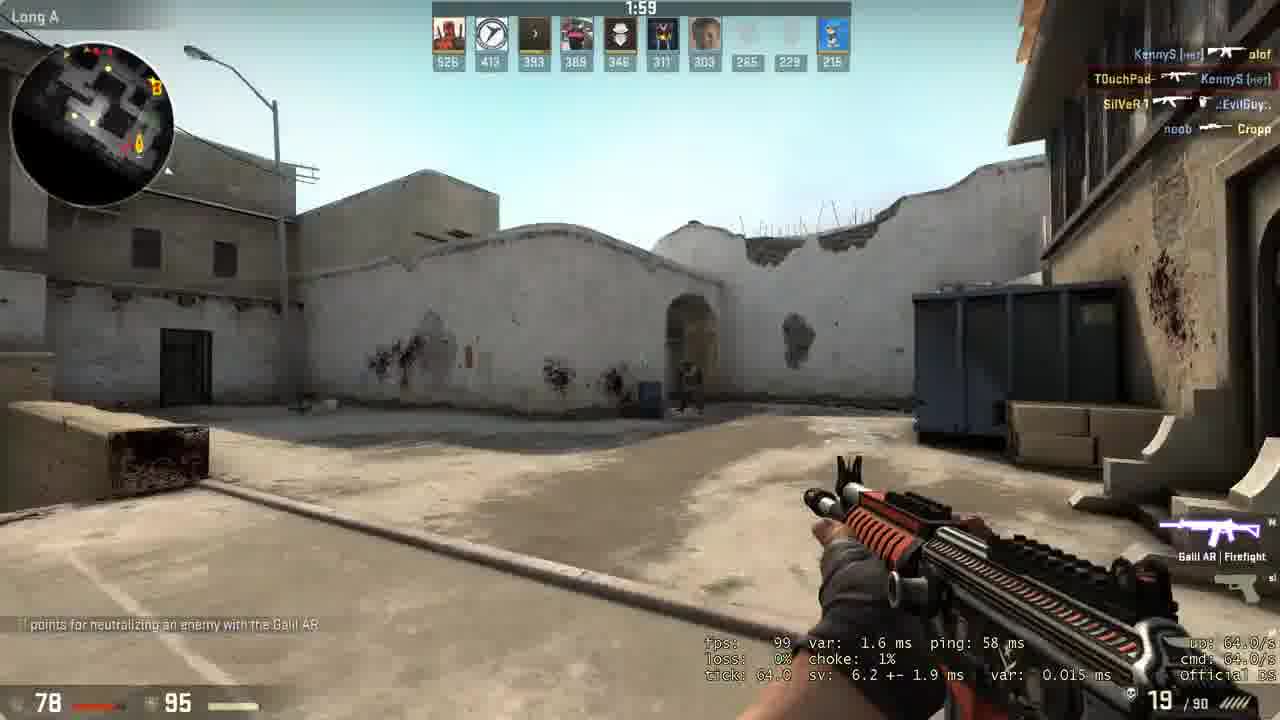 Long A
1:59
526 413 393 389 346 311 303 265 229 215
KennyS [HET] alof
T0uchPad- KennyS [HET]
SilVeR 1 .:EvilGuy:.
noob Cropp
Galil AR | Firefight
11 points for neutralizing an enemy with the Galil AR
fps: 99 var: 1.6 ms ping: 58 ms up: 64.0/s
loss: 0% choke: 1% cmd: 64.0/s
tick: 64.0 sv: 6.2 +- 1.9 ms var: 0.015 ms official DS
78 95 19 / 90